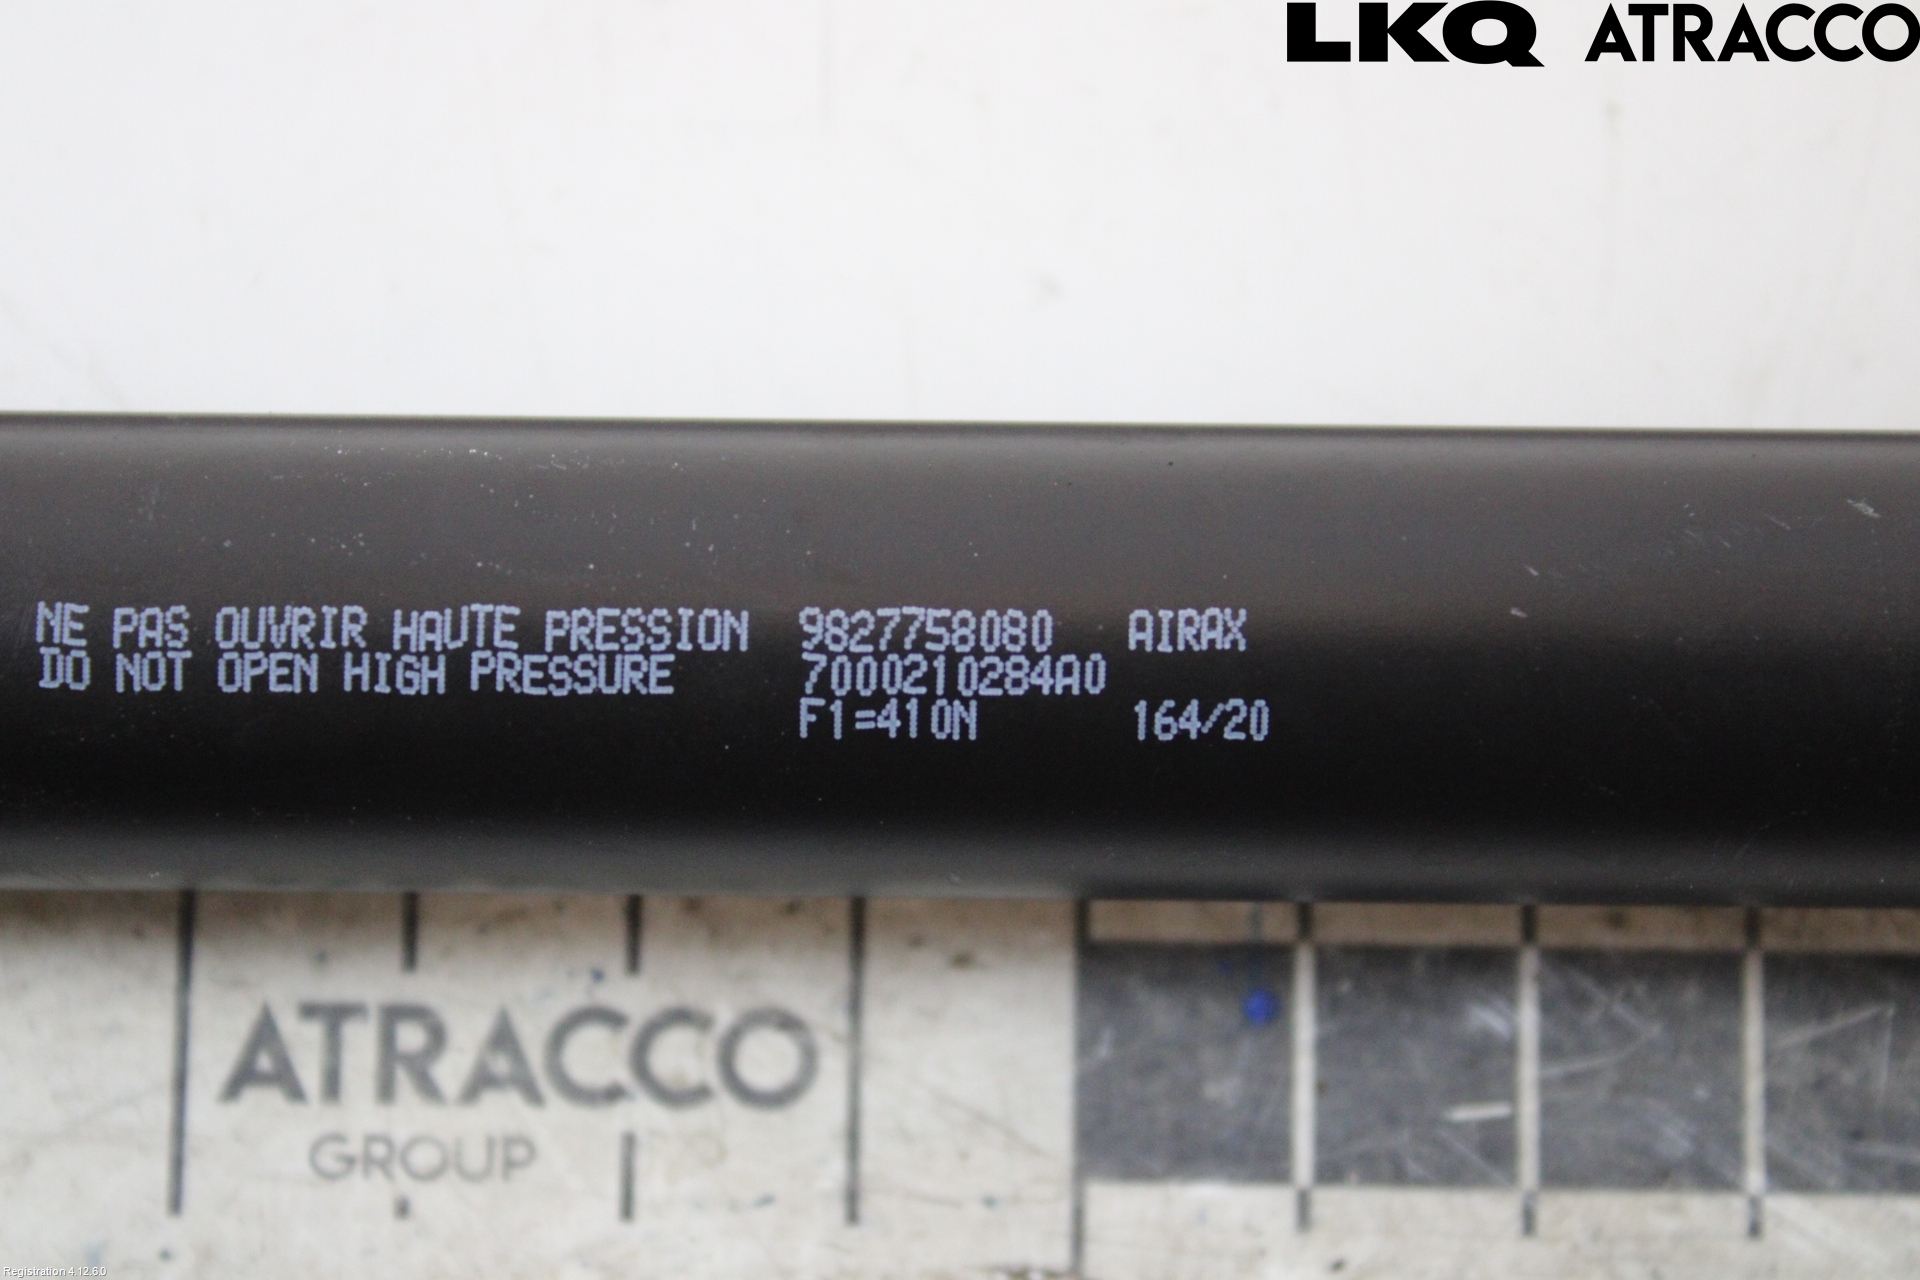 LKQ ATRACCO
NE PAS OUVRIR HAUTE PRESSION 9827758080 AIRAX
DO NOT OPEN HIGH PRESSURE 7000210284A0
F1=410N 164/20
ATRACCO
GROUP
Registration 4.12.6.0